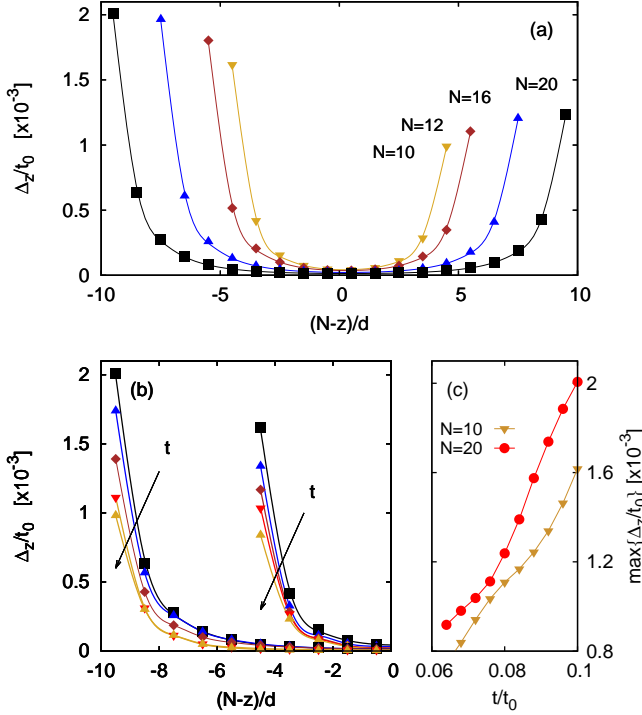 (a)
2
1.5
1
0.5
0
Δz/t0 [x10-3]
N=20
N=16
N=12
N=10
-10
-5
0
5
10
(N-z)/d
(b)
(c)
2
1.5
1
0.5
0
Δz/t0 [x10-3]
t
t
-10
-8
-6
-4
-2
0
(N-z)/d
N=10
N=20
2
1.6
1.2
0.8
max{Δz/t0} [x10-3]
0.06
0.08
0.1
t/t0